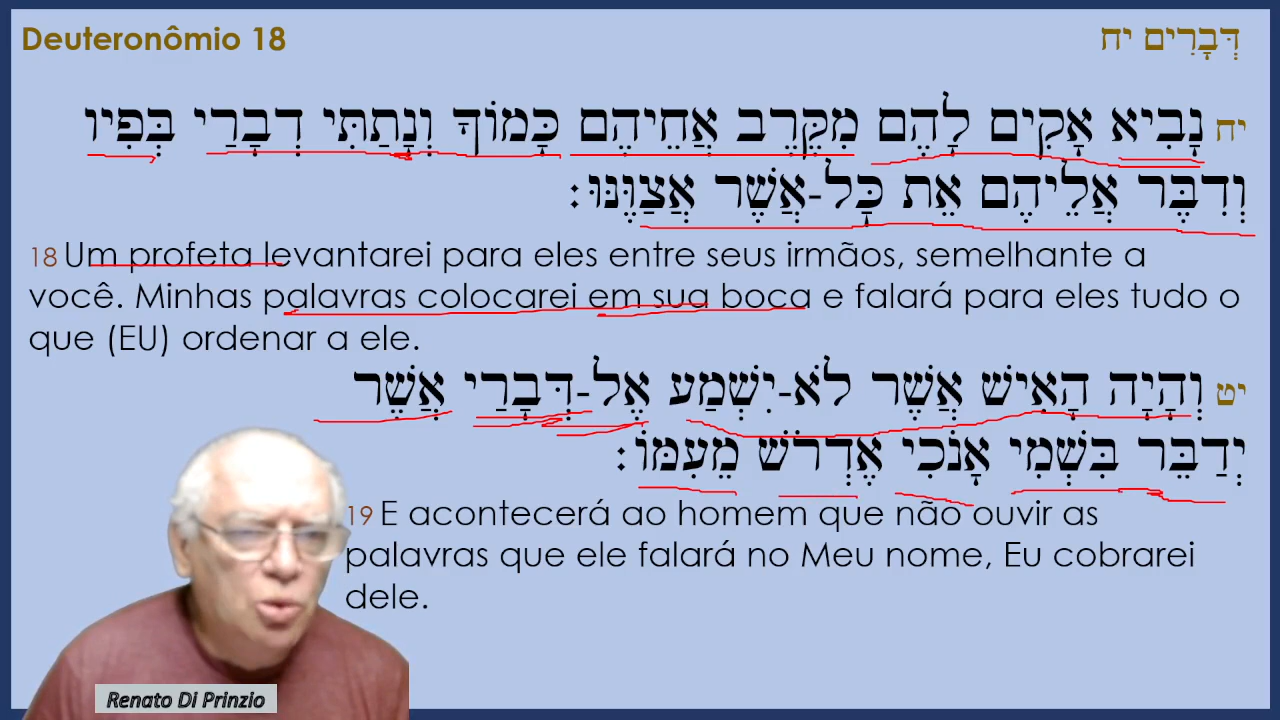 Deuteronômio 18
דְּבָרִים יח
יח נָבִיא אָקִים לָהֶם מִקֶּרֶב אֲחֵיהֶם כָּמוֹךָ וְנָתַתִּי דְבָרַי בְּפִיו
וְדִבֶּר אֲלֵיהֶם אֵת כָּל-אֲשֶׁר אֲצַוֶּנּוּ:
18 Um profeta levantarei para eles entre seus irmãos, semelhante a
você. Minhas palavras colocarei em sua boca e falará para eles tudo o
que (EU) ordenar a ele.
יט וְהָיָה הָאִישׁ אֲשֶׁר לֹא-יִשְׁמַע אֶל-דְּבָרַי אֲשֶׁר
יְדַבֵּר בִּשְׁמִי אָנֹכִי אֶדְרֹשׁ מֵעִמּוֹ:
19 E acontecerá ao homem que não ouvir as
palavras que ele falará no Meu nome, Eu cobrarei
dele.
Renato Di Prinzio